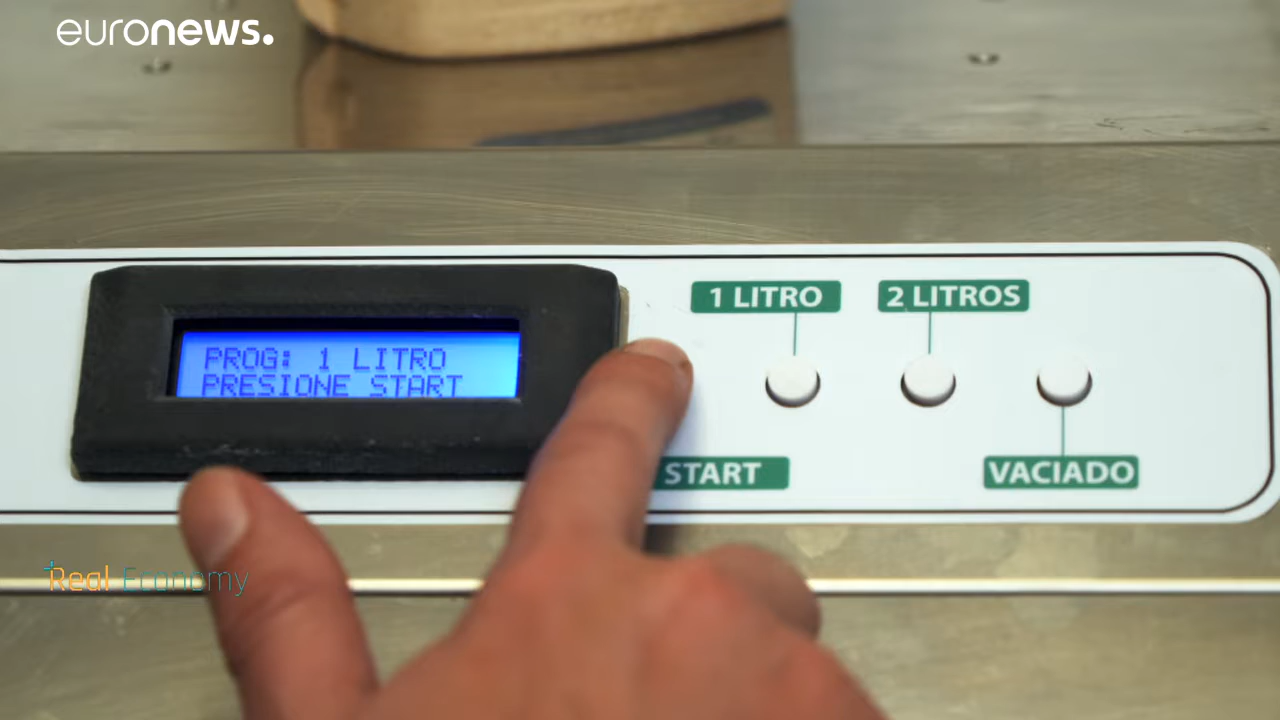 euronews.
1 LITRO
2 LITROS
PROG: 1 LITRO
PRESIONE START
START
VACIADO
Real Economy